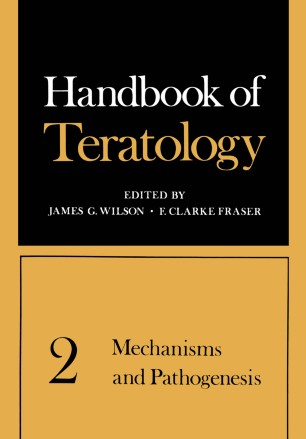 Handbook of
Teratology
EDITED BY
JAMES G. WILSON • F. CLARKE FRASER
2 Mechanisms
and Pathogenesis